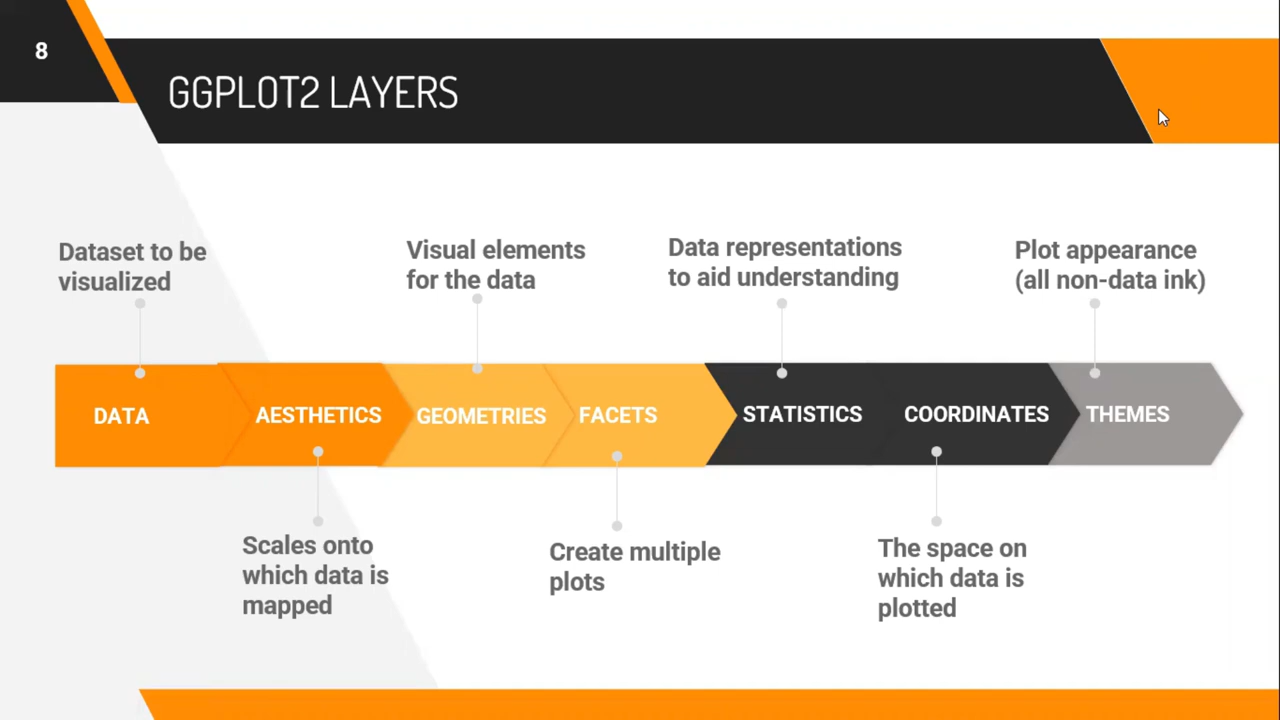 8
GGPLOT2 LAYERS
Dataset to be
visualized
Visual elements
for the data
Data representations
to aid understanding
Plot appearance
(all non-data ink)
DATA
AESTHETICS
GEOMETRIES
FACETS
STATISTICS
COORDINATES
THEMES
Scales onto
which data is
mapped
Create multiple
plots
The space on
which data is
plotted